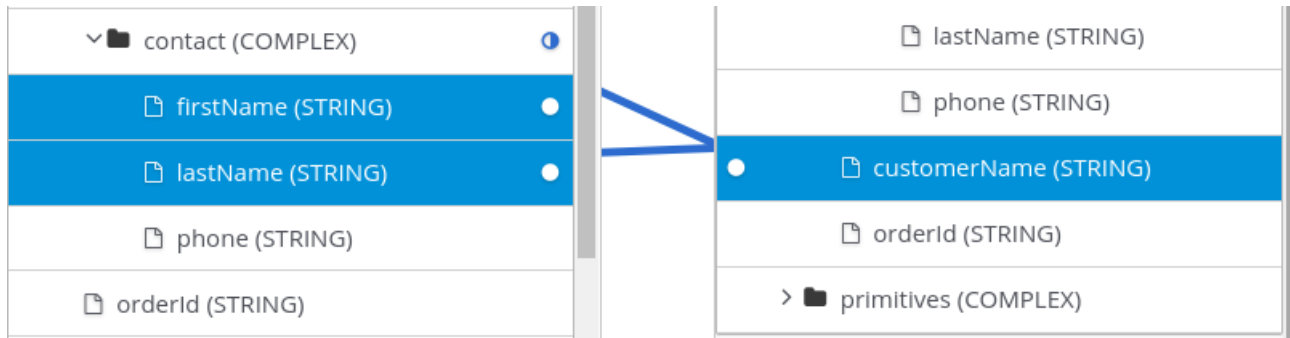 contact (COMPLEX)
firstName (STRING)
lastName (STRING)
phone (STRING)
orderId (STRING)
lastName (STRING)
phone (STRING)
customerName (STRING)
orderId (STRING)
primitives (COMPLEX)